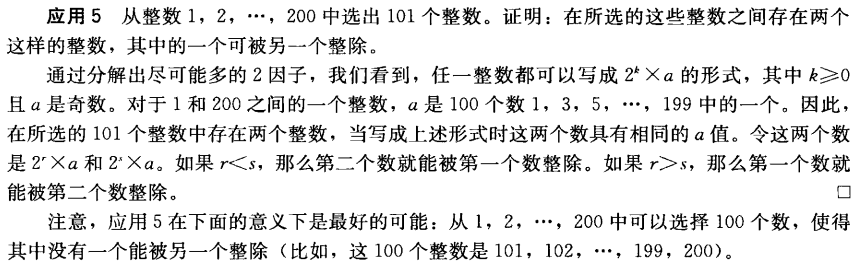 应用 5　从整数 1，2，…，200 中选出 101 个整数。证明：在所选的这些整数之间存在两个
这样的整数，其中的一个可被另一个整除。
通过分解出尽可能多的 2 因子，我们看到，任一整数都可以写成 2ᵏ×a 的形式，其中 k⩾0
且 a 是奇数。对于 1 和 200 之间的一个整数，a 是 100 个数 1，3，5，…，199 中的一个。因此，
在所选的 101 个整数中存在两个整数，当写成上述形式时这两个数具有相同的 a 值。令这两个数
是 2ʳ×a 和 2ˢ×a。如果 r<s，那么第二个数就能被第一个数整除。如果 r>s，那么第一个数就
能被第二个数整除。 □
注意，应用 5 在下面的意义下是最好的可能：从 1，2，…，200 中可以选择 100 个数，使得
其中没有一个能被另一个整除（比如，这 100 个整数是 101，102，…，199，200）。